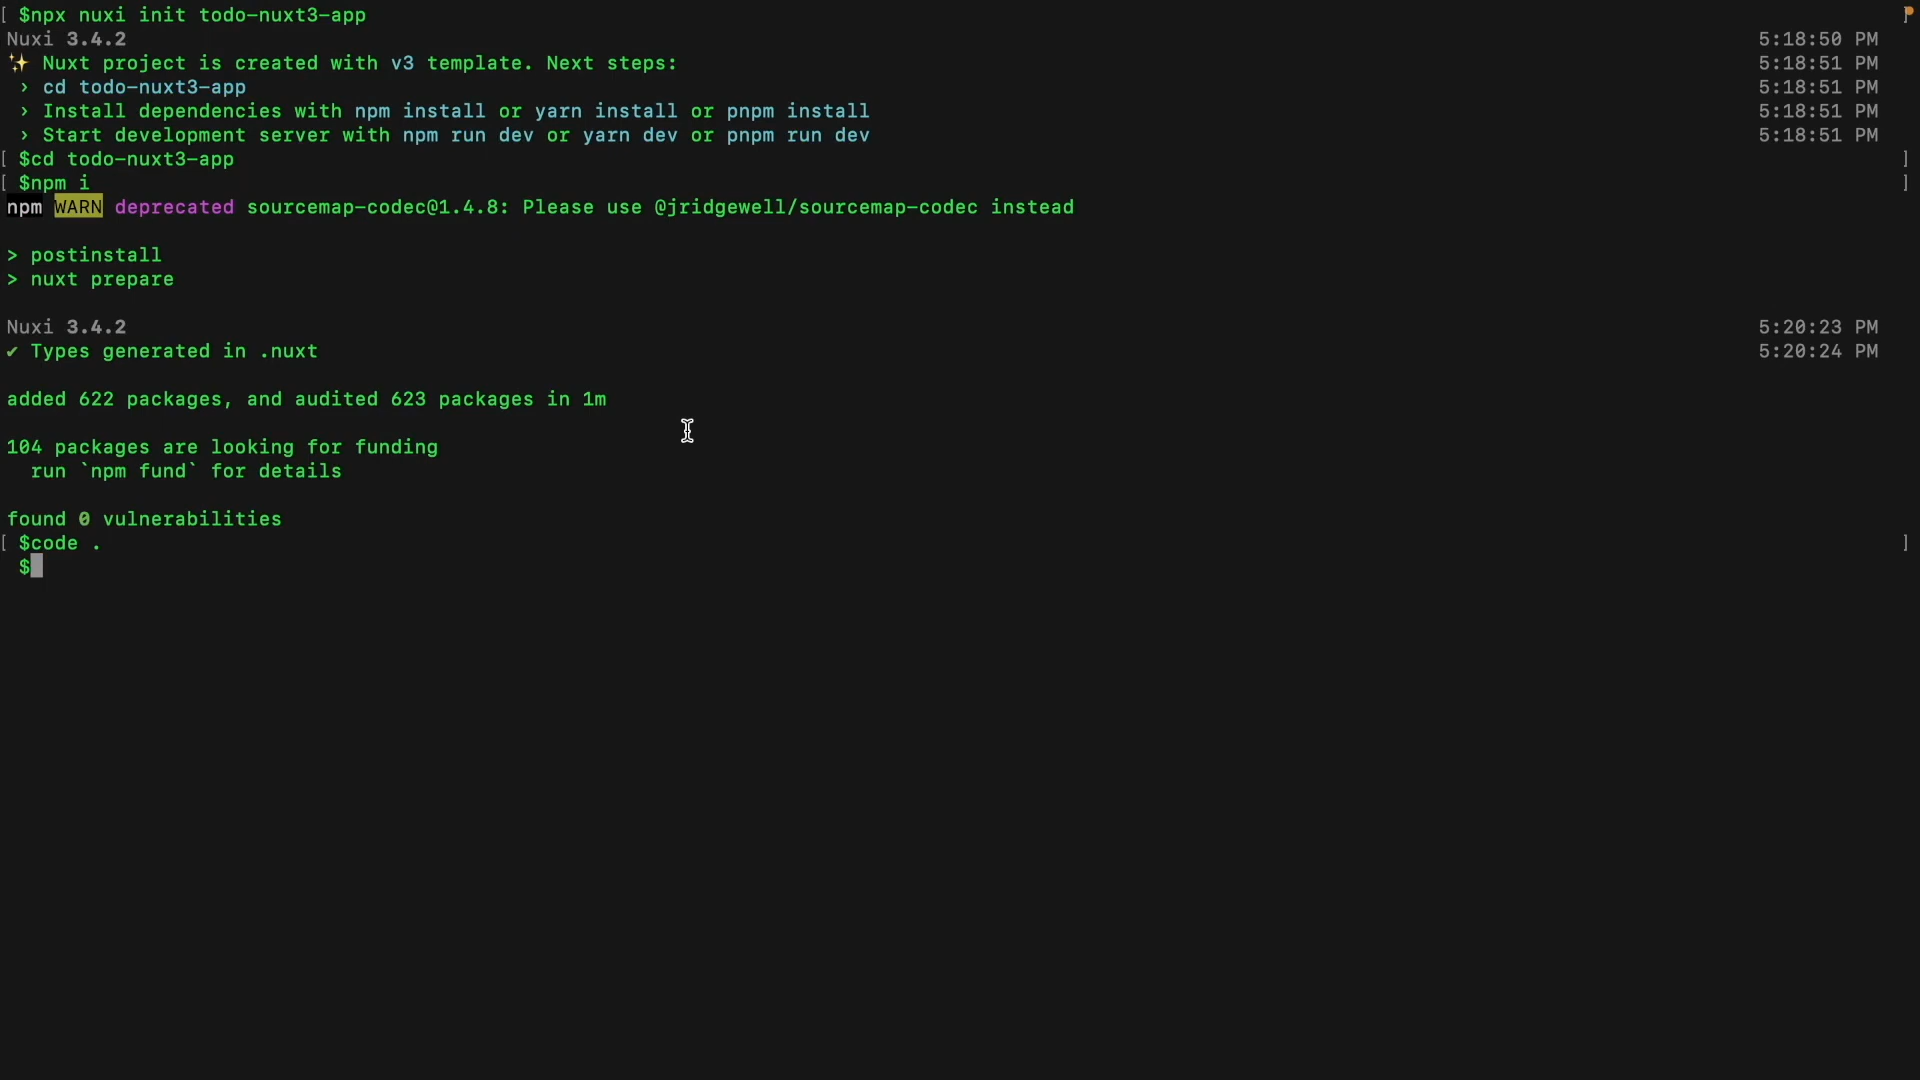 [ $npx nuxi init todo-nuxt3-app ]
Nuxi 3.4.2 5:18:50 PM
✨ Nuxt project is created with v3 template. Next steps: 5:18:51 PM
› cd todo-nuxt3-app 5:18:51 PM
› Install dependencies with npm install or yarn install or pnpm install 5:18:51 PM
› Start development server with npm run dev or yarn dev or pnpm run dev 5:18:51 PM
[ $cd todo-nuxt3-app ]
[ $npm i ]
npm WARN deprecated sourcemap-codec@1.4.8: Please use @jridgewell/sourcemap-codec instead
> postinstall
> nuxt prepare
Nuxi 3.4.2 5:20:23 PM
✔ Types generated in .nuxt 5:20:24 PM
added 622 packages, and audited 623 packages in 1m
104 packages are looking for funding
run `npm fund` for details
found 0 vulnerabilities
[ $code . ]
$